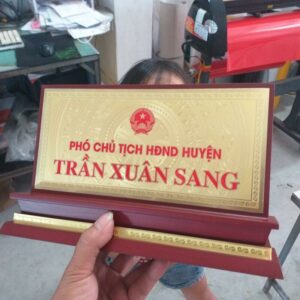 PHÓ CHỦ TỊCH HĐND HUYỆN
TRẦN XUÂN SANG